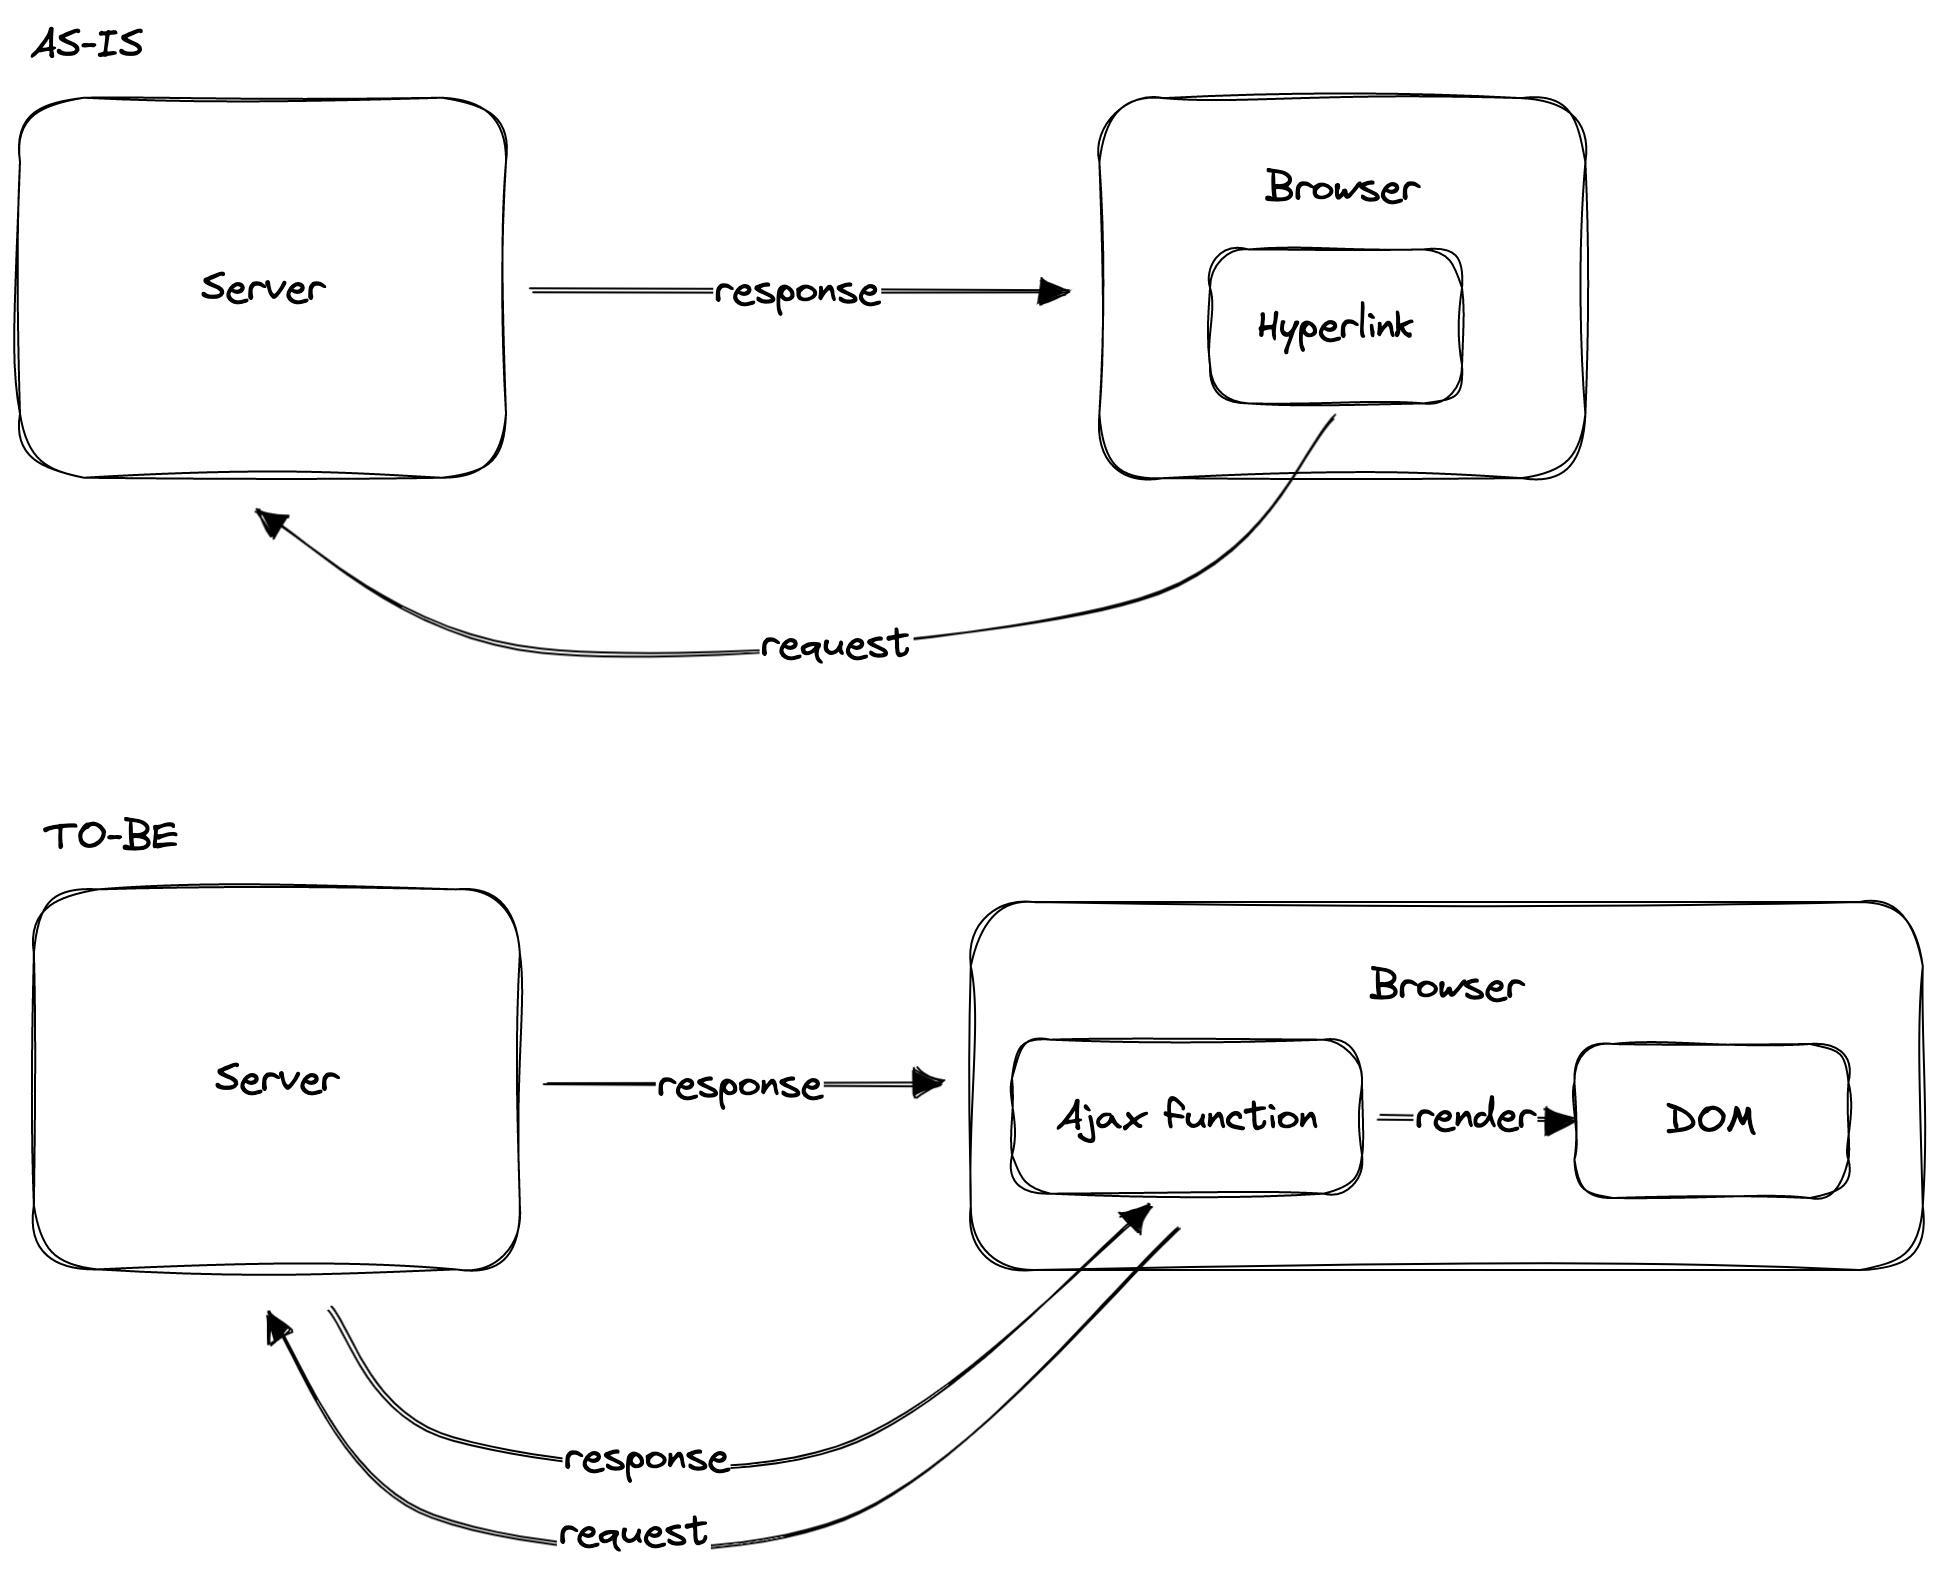 AS-IS
Server
response
Browser
Hyperlink
request
TO-BE
Server
response
Browser
Ajax function
render
DOM
response
request